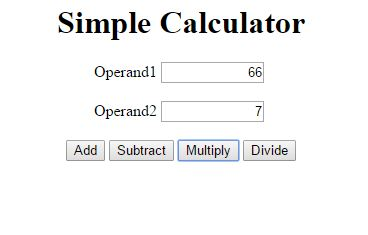 Simple Calculator
Operand1 66
Operand2 7
Add Subtract Multiply Divide